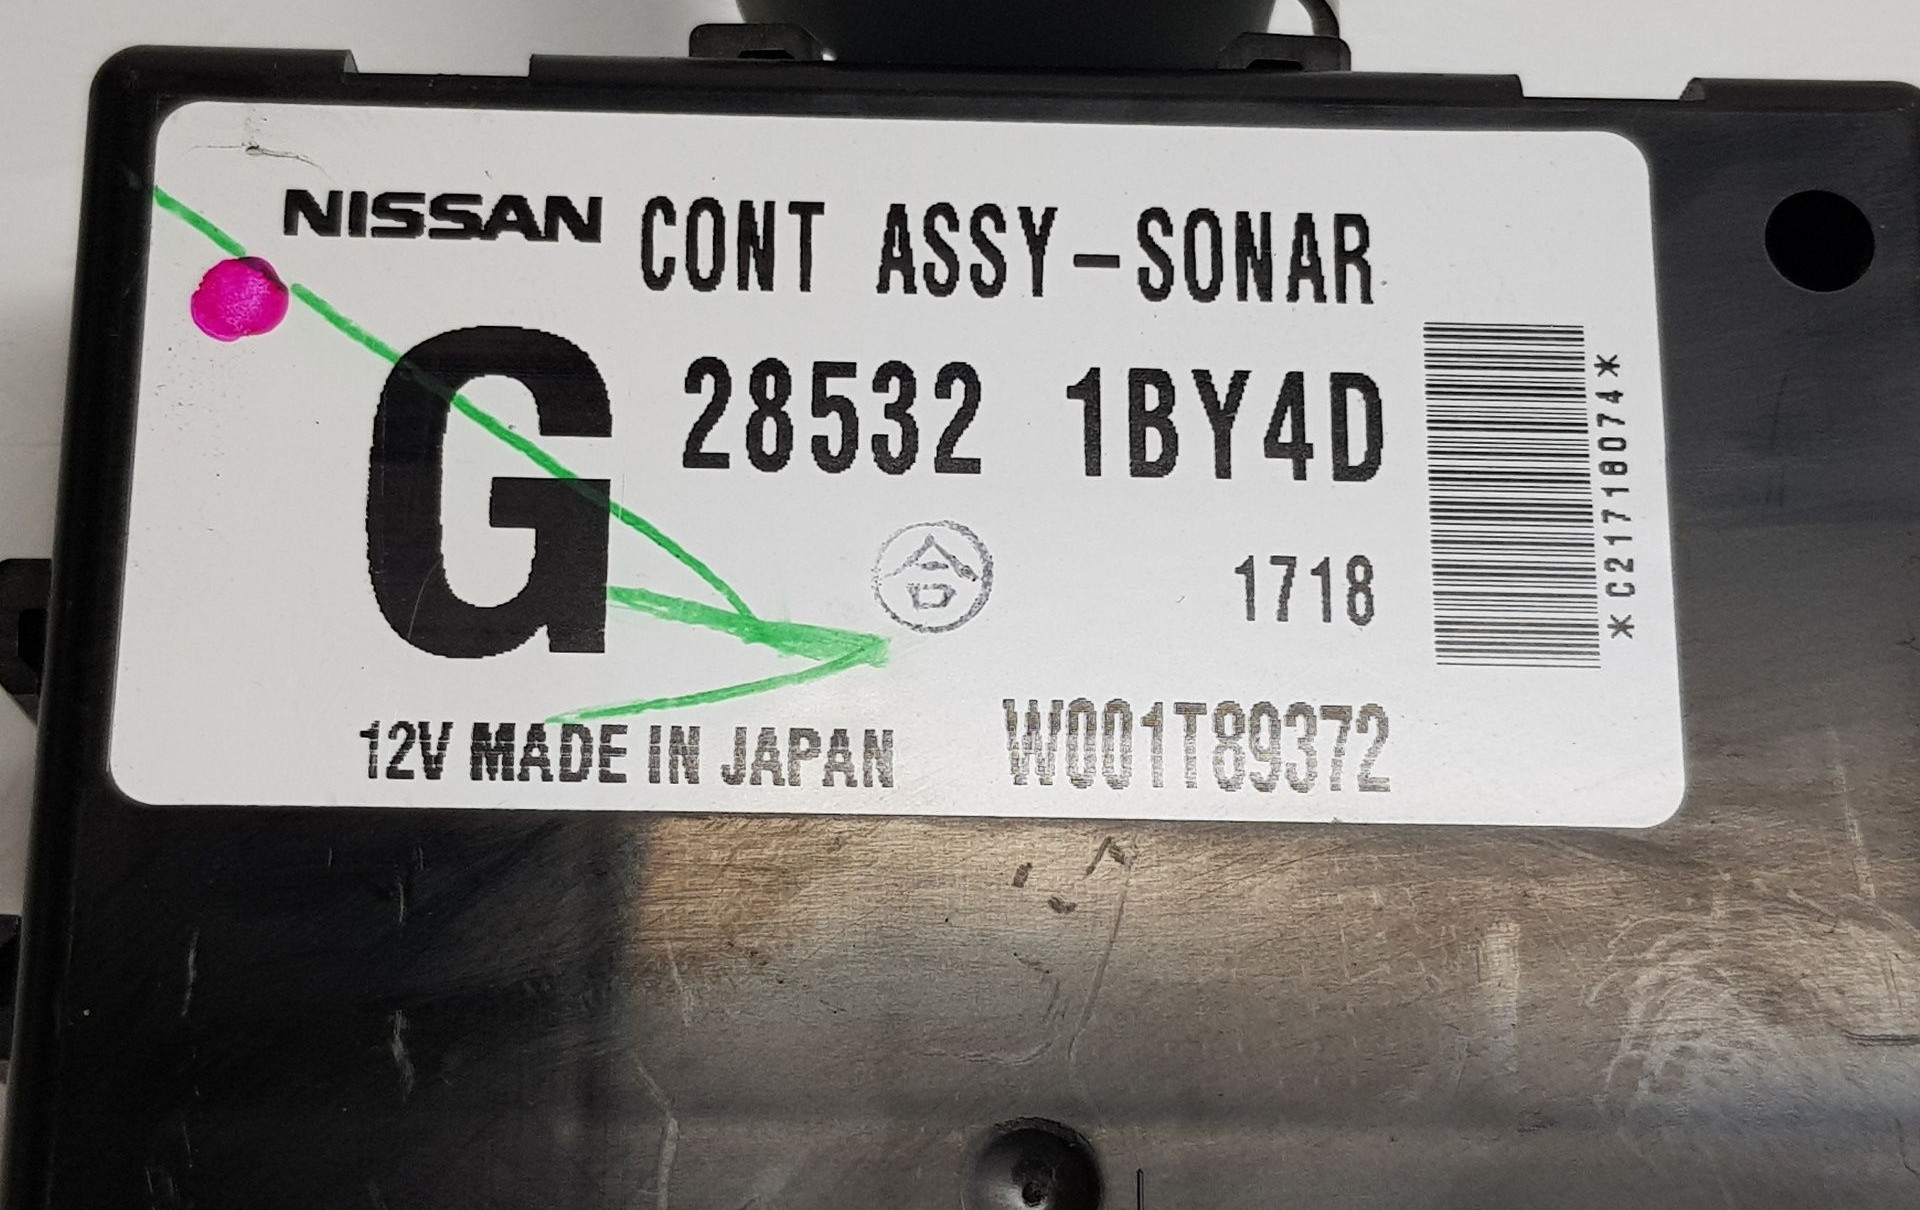 NISSAN CONT ASSY-SONAR
G
28532 1BY4D
合
1718
12V MADE IN JAPAN
W001T89372
*C21718074*